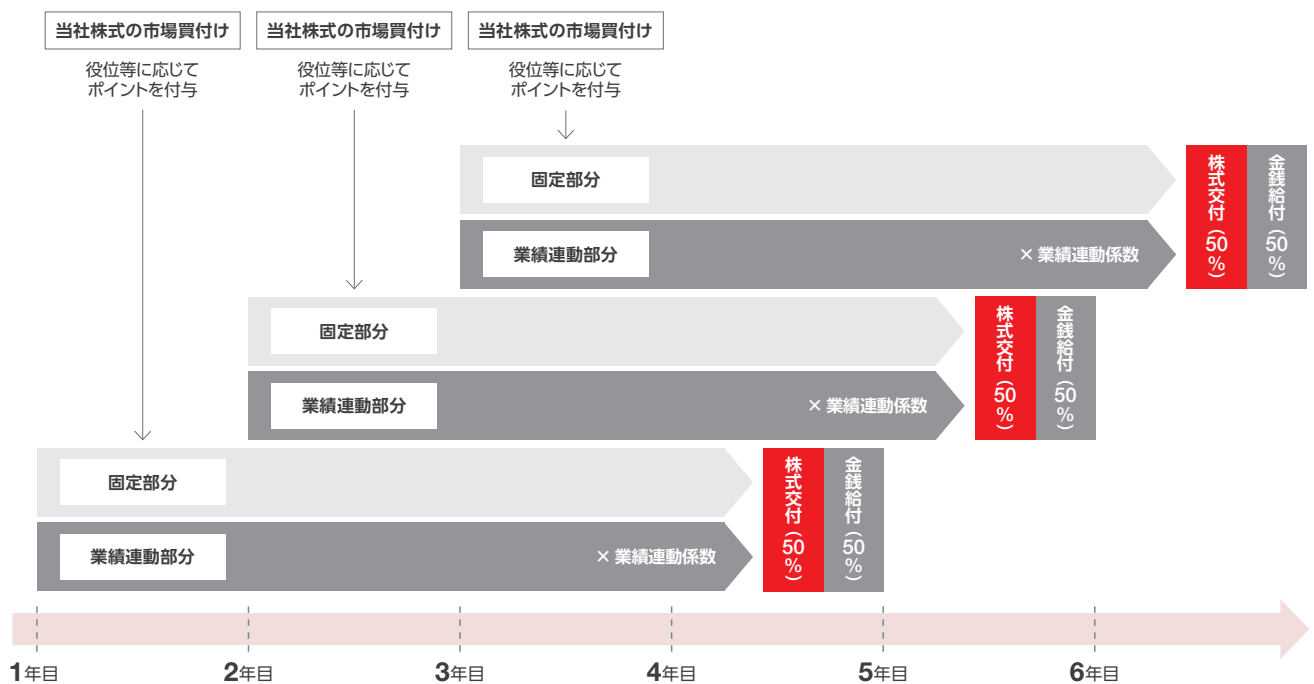 当社株式の市場買付け
役位等に応じて
ポイントを付与
当社株式の市場買付け
役位等に応じて
ポイントを付与
当社株式の市場買付け
役位等に応じて
ポイントを付与
固定部分
業績連動部分
× 業績連動係数
株式交付（50%）
金銭給付（50%）
固定部分
業績連動部分
× 業績連動係数
株式交付（50%）
金銭給付（50%）
固定部分
業績連動部分
× 業績連動係数
株式交付（50%）
金銭給付（50%）
1年目
2年目
3年目
4年目
5年目
6年目